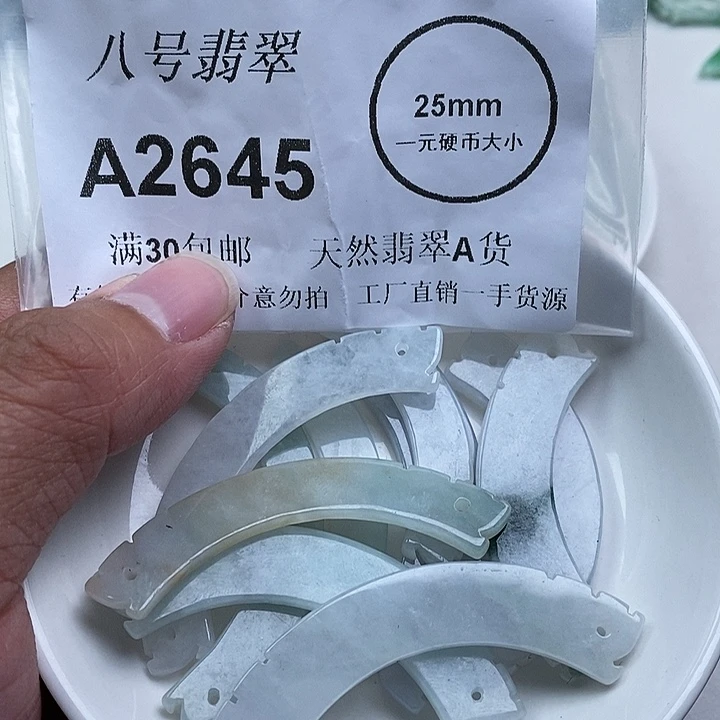 八号翡翠
25mm
一元硬币大小
A2645
满30包邮 天然翡翠A货
介意勿拍 工厂直销一手货源